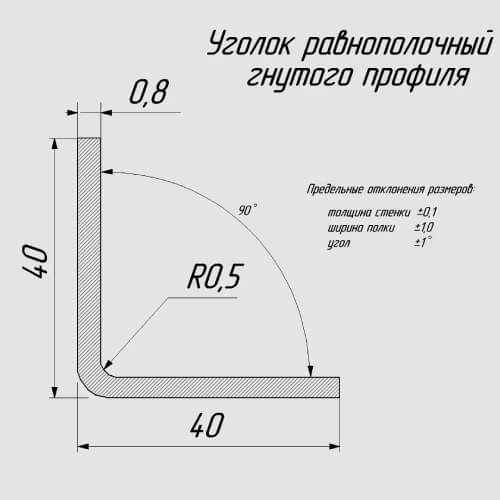 Уголок равнополочный
гнутого профиля
0,8
Предельные отклонения размеров:
90°
толщина стенки ±0,1
ширина полки ±1,0
угол ±1°
40
R0,5
40